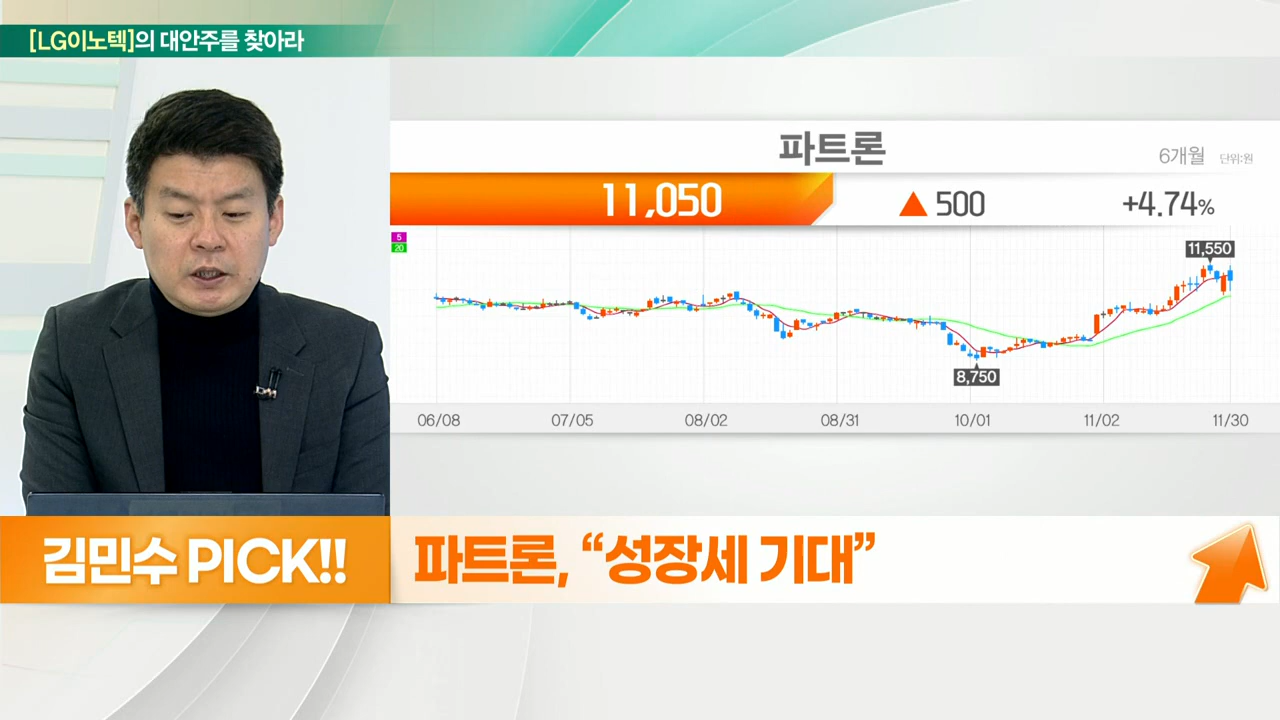 [LG이노텍]의 대안주를 찾아라
파트론
6개월 단위:원
11,050 ▲ 500 +4.74%
5
20
11,550
8,750
06/08 07/05 08/02 08/31 10/01 11/02 11/30
김민수 PICK!!
파트론, “성장세 기대”